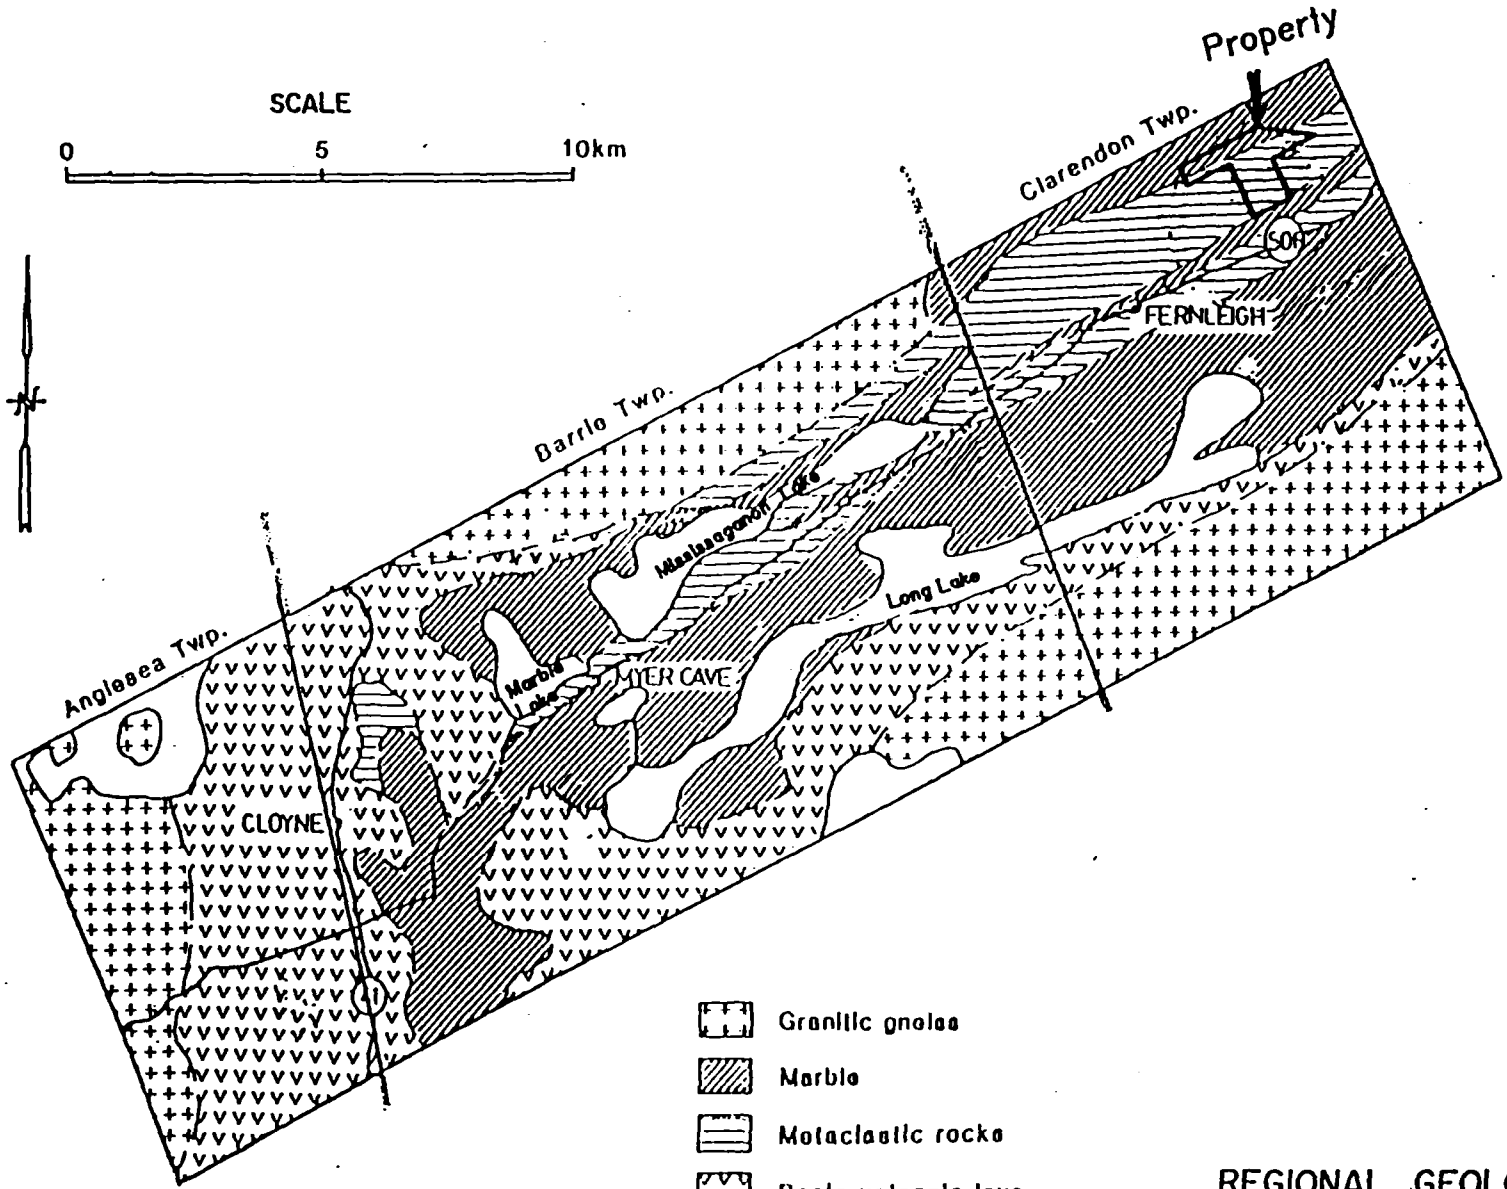 Property
SCALE
0 5 10km
Clarendon Twp.
SOA
FERNLEIGH
N
Barrie Twp.
Mississagagon Lake
Long Lake
Anglesea Twp.
Marble
Lake
MYER CAVE
CLOYNE
41
Granitic gneiss
Marble
Metaclastic rocks
REGIONAL GEOLO